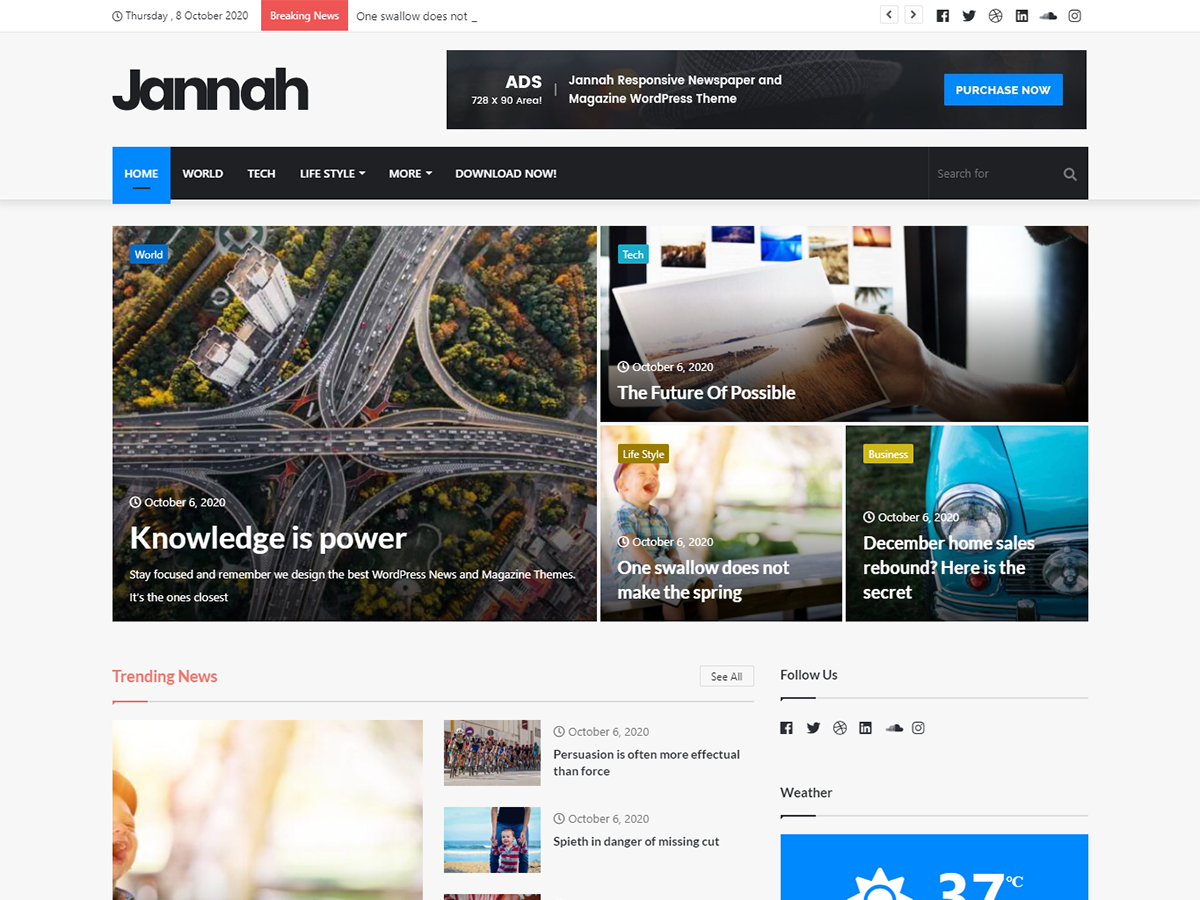 Thursday , 8 October 2020
Breaking News
One swallow does not _
Jannah
ADS
728 x 90 Area!
Jannah Responsive Newspaper and
Magazine WordPress Theme
PURCHASE NOW
HOME
WORLD
TECH
LIFE STYLE
MORE
DOWNLOAD NOW!
Search for
World
October 6, 2020
Knowledge is power
Stay focused and remember we design the best WordPress News and Magazine Themes.
It's the ones closest
Tech
October 6, 2020
The Future Of Possible
Life Style
October 6, 2020
One swallow does not
make the spring
Business
October 6, 2020
December home sales
rebound? Here is the
secret
Trending News
See All
October 6, 2020
Persuasion is often more effectual
than force
October 6, 2020
Spieth in danger of missing cut
Follow Us
Weather
37°C